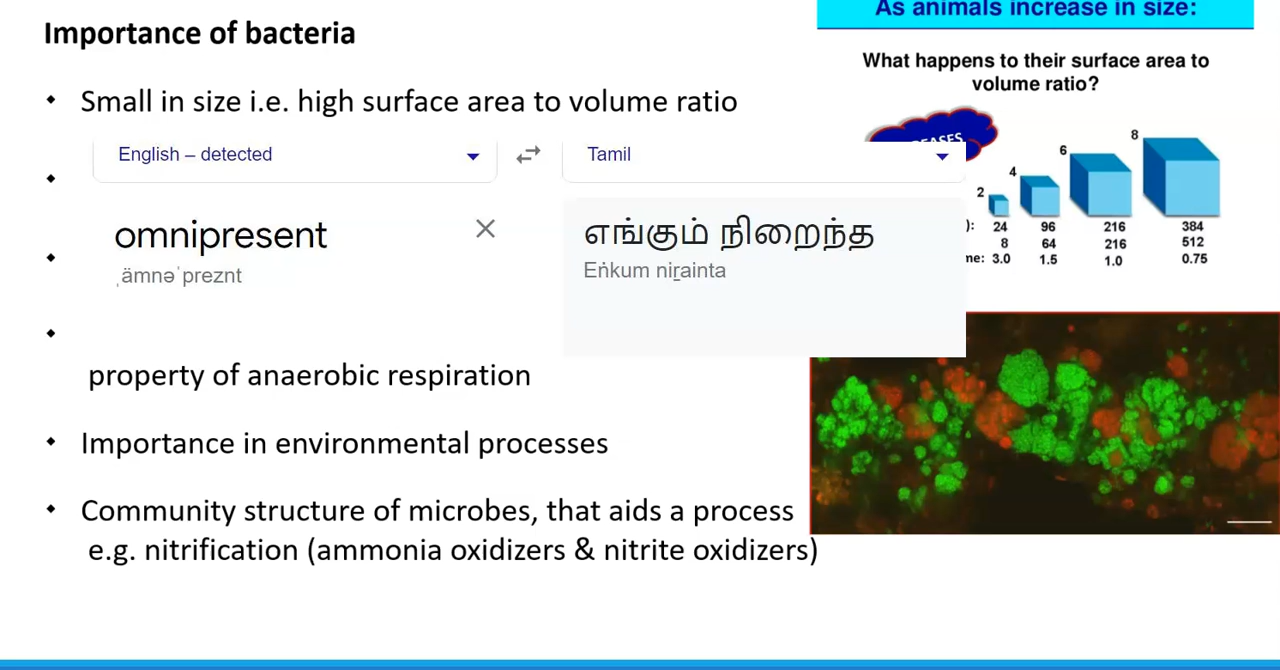 Importance of bacteria
Small in size i.e. high surface area to volume ratio
English – detected
Tamil
omnipresent
ˌämnəˈpreznt
எங்கும் நிறைந்த
Eṅkum niṟainta
property of anaerobic respiration
Importance in environmental processes
Community structure of microbes, that aids a process
e.g. nitrification (ammonia oxidizers & nitrite oxidizers)
As animals increase in size:
What happens to their surface area to
volume ratio?
2 4 6 8
): 24 96 216 384
8 64 216 512
me: 3.0 1.5 1.0 0.75